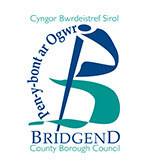 Cyngor Bwrdeistref Sirol
Pen-y-bont ar Ogwr
BRIDGEND
County Borough Council